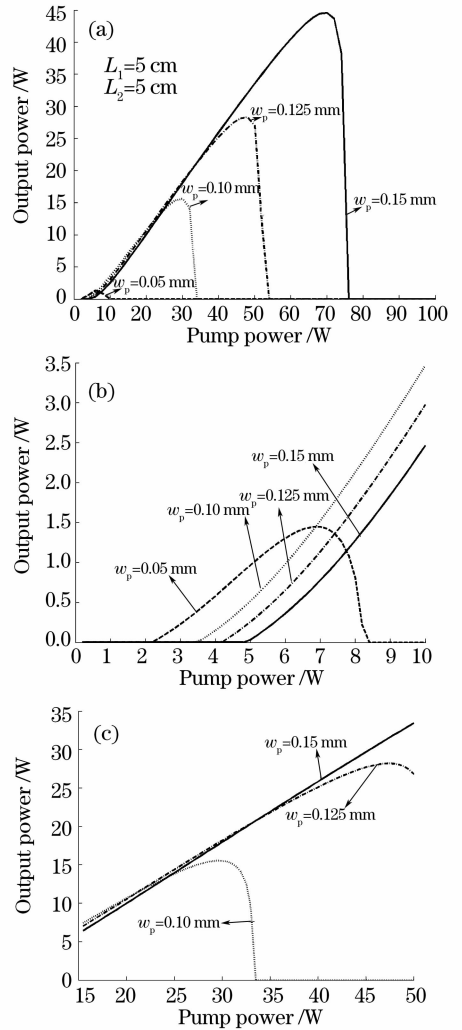 (a)
L₁=5 cm
L₂=5 cm
45
40
35
30
25
20
15
10
5
0
Output power /W
wₚ=0.125 mm
wₚ=0.10 mm
wₚ=0.15 mm
wₚ=0.05 mm
0 10 20 30 40 50 60 70 80 90 100
Pump power /W
(b)
3.5
3.0
2.5
2.0
1.5
1.0
0.5
0.0
Output power /W
wₚ=0.15 mm
wₚ=0.125 mm
wₚ=0.10 mm
wₚ=0.05 mm
0 1 2 3 4 5 6 7 8 9 10
Pump power /W
(c)
35
30
25
20
15
10
5
0
Output power /W
wₚ=0.15 mm
wₚ=0.125 mm
wₚ=0.10 mm
15 20 25 30 35 40 45 50
Pump power /W